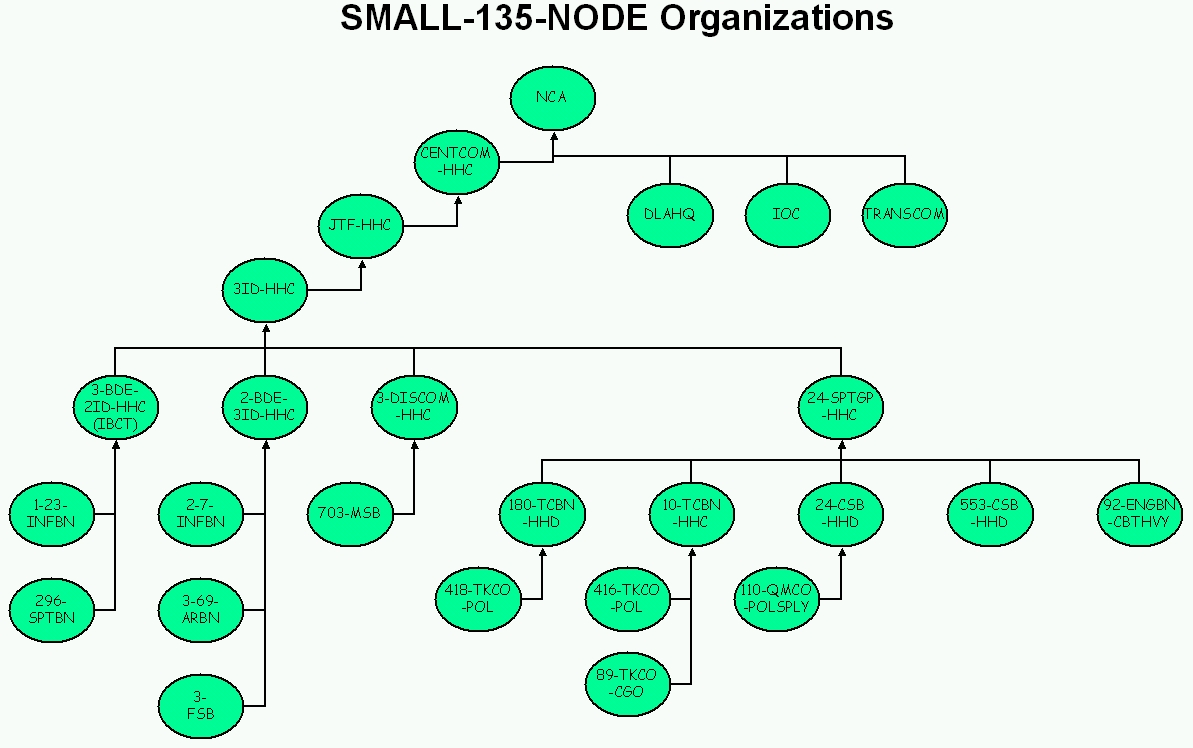 SMALL-135-NODE Organizations
NCA
CENTCOM
-HHC
DLAHQ
IOC
TRANSCOM
JTF-HHC
3ID-HHC
3-BDE-
2ID-HHC
(IBCT)
2-BDE-
3ID-HHC
3-DISCOM
-HHC
24-SPTGP
-HHC
1-23-
INFBN
2-7-
INFBN
703-MSB
180-TCBN
-HHD
10-TCBN
-HHC
24-CSB
-HHD
553-CSB
-HHD
92-ENGBN
-CBTHVY
296-
SPTBN
3-69-
ARBN
418-TKCO
-POL
416-TKCO
-POL
110-QMCO
-POLSPLY
3-
FSB
89-TKCO
-CGO